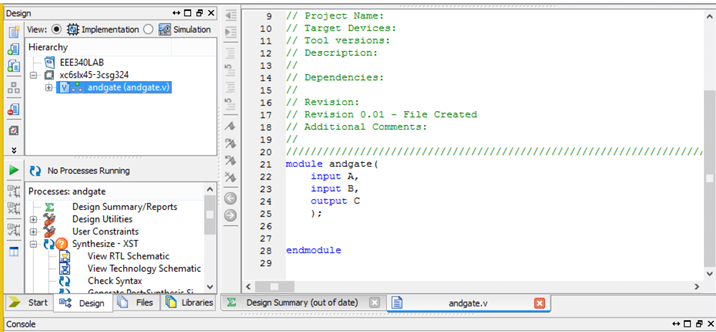 Design
View: Implementation Simulation
Hierarchy
EEE340LAB
xc6slx45-3csg324
andgate (andgate.v)
No Processes Running
Processes: andgate
Design Summary/Reports
Design Utilities
User Constraints
Synthesize - XST
View RTL Schematic
View Technology Schematic
Check Syntax
Generate Post-Synthesis Si
Start Design Files Libraries
9 // Project Name:
10 // Target Devices:
11 // Tool versions:
12 // Description:
13 //
14 // Dependencies:
15 //
16 // Revision:
17 // Revision 0.01 - File Created
18 // Additional Comments:
19 //
20 //////////////////////////////////////////////////////////////////////
21 module andgate(
22 input A,
23 input B,
24 output C
25 );
26
27
28 endmodule
29
Design Summary (out of date) andgate.v
Console